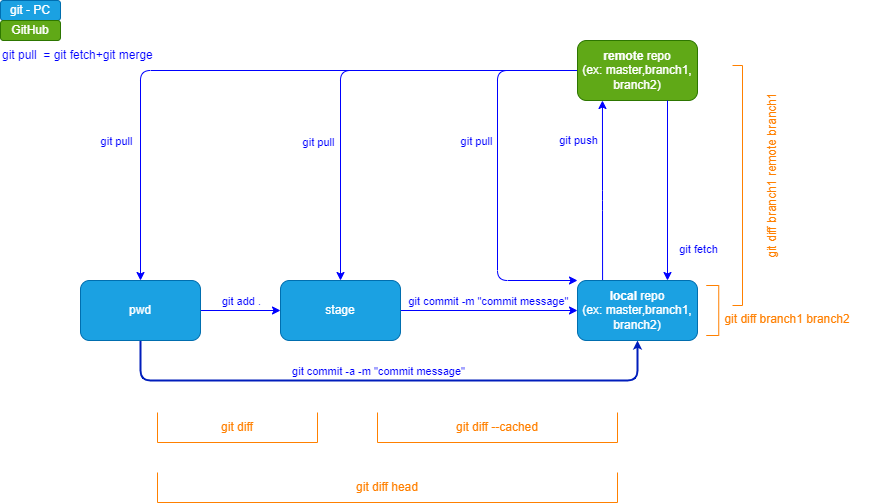 git - PC
GitHub
git pull  = git fetch+git merge
remote repo
(ex: master,branch1,
branch2)
git pull
git pull
git pull
git push
git diff branch1 remote branch1
git fetch
pwd
git add .
stage
git commit -m "commit message"
local repo
(ex: master,branch1,
branch2)
git diff branch1 branch2
git commit -a -m "commit message"
git diff
git diff --cached
git diff head